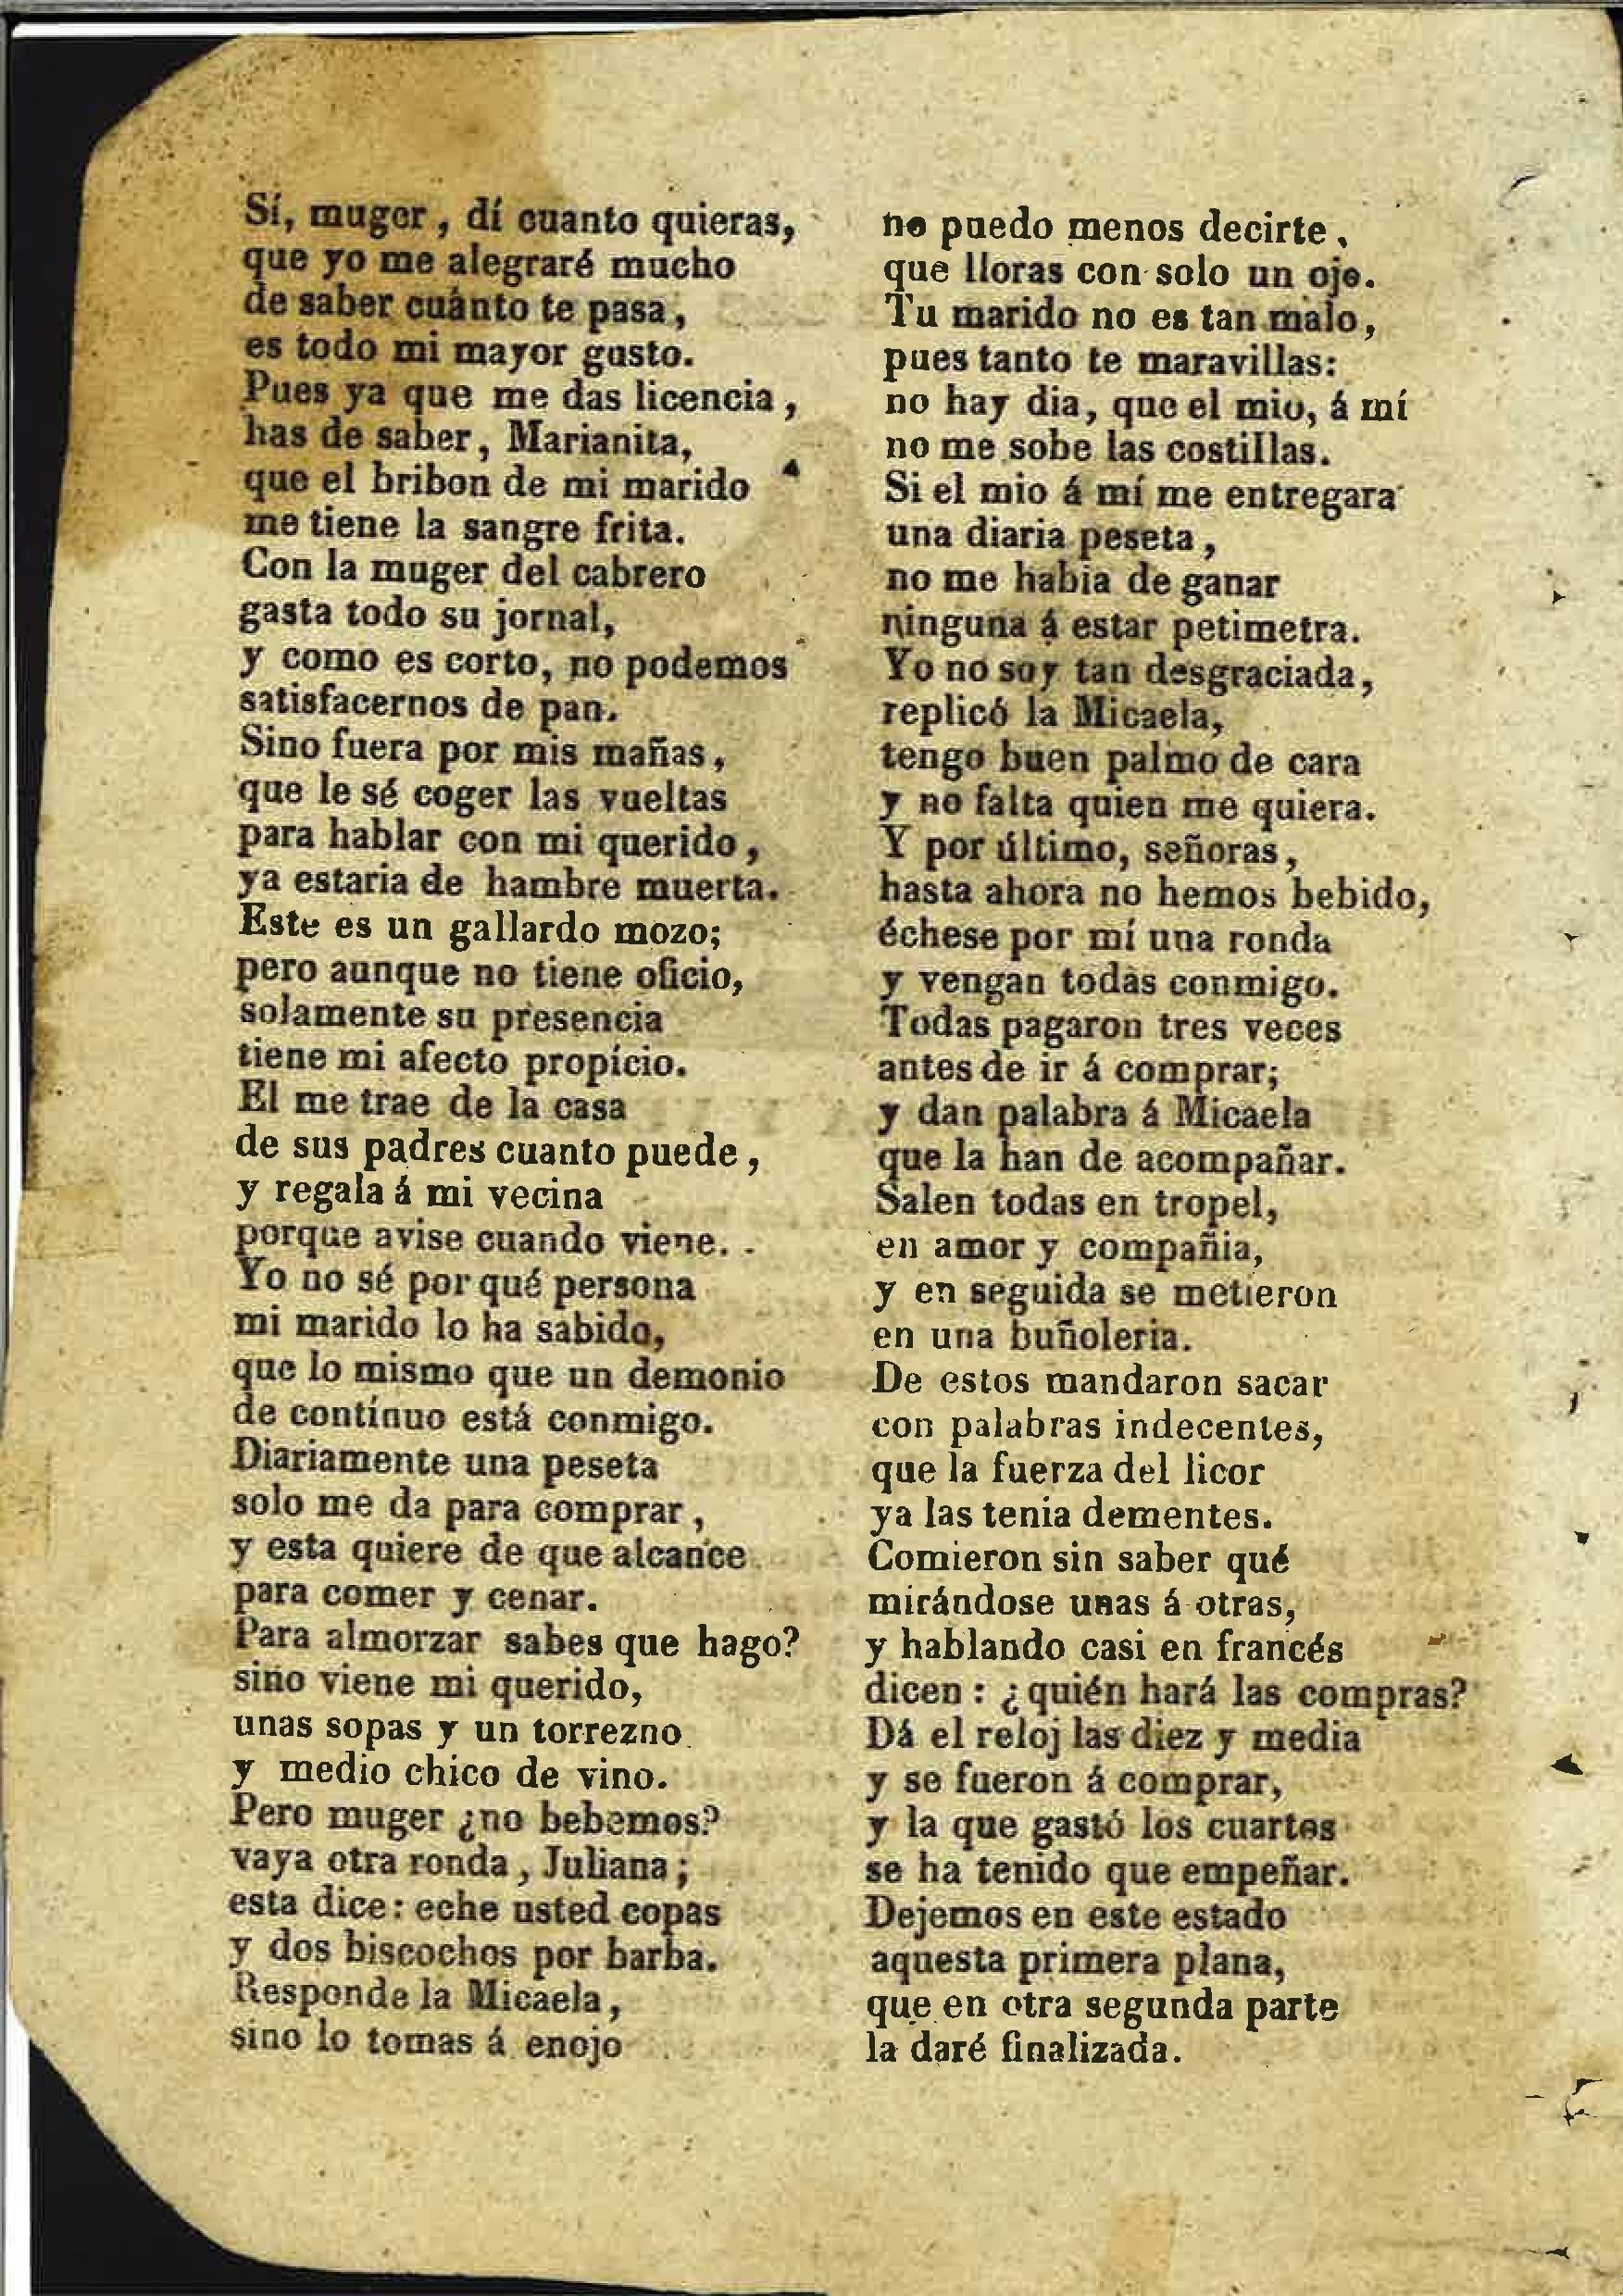 Sí, muger, dí cuanto quieras,
que yo me alegraré mucho
de saber cuánto te pasa,
es todo mi mayor gusto.
Pues ya que me das licencia,
has de saber, Marianita,
que el bribon de mi marido
me tiene la sangre frita.
Con la muger del cabrero
gasta todo su jornal,
y como es corto, no podemos
satisfacernos de pan.
Sino fuera por mis mañas,
que le sé coger las vueltas
para hablar con mi querido,
ya estaria de hambre muerta.
Este es un gallardo mozo;
pero aunque no tiene oficio,
solamente su presencia
tiene mi afecto propício.
El me trae de la casa
de sus padres cuanto puede,
y regala á mi vecina
porque avise cuando viene.
Yo no sé por qué persona
mi marido lo ha sabido,
que lo mismo que un demonio
de contínuo está conmigo.
Diariamente una peseta
solo me da para comprar,
y esta quiere de que alcance
para comer y cenar.
Para almorzar sabes que hago?
sino viene mi querido,
unas sopas y un torrezno
y medio chico de vino.
Pero muger ¿no bebemos?
vaya otra ronda, Juliana;
esta dice: eche usted copas
y dos biscochos por barba.
Responde la Micaela,
sino lo tomas á enojo
no puedo menos decirte,
que lloras con solo un ojo.
Tu marido no es tan malo,
pues tanto te maravillas:
no hay dia, que el mio, á mí
no me sobe las costillas.
Si el mio á mí me entregara
una diaria peseta,
no me habia de ganar
ninguna á estar petimetra.
Yo no soy tan desgraciada,
replicó la Micaela,
tengo buen palmo de cara
y no falta quien me quiera.
Y por último, señoras,
hasta ahora no hemos bebido,
échese por mí una ronda
y vengan todas conmigo.
Todas pagaron tres veces
antes de ir á comprar;
y dan palabra á Micaela
que la han de acompañar.
Salen todas en tropel,
en amor y compañia,
y en seguida se metieron
en una buñoleria.
De estos mandaron sacar
con palabras indecentes,
que la fuerza del licor
ya las tenia dementes.
Comieron sin saber qué
mirándose unas á otras,
y hablando casi en francés
dicen: ¿quién hará las compras?
Dá el reloj las diez y media
y se fueron á comprar,
y la que gastó los cuartos
se ha tenido que empeñar.
Dejemos en este estado
aquesta primera plana,
que en otra segunda parte
la daré finalizada.